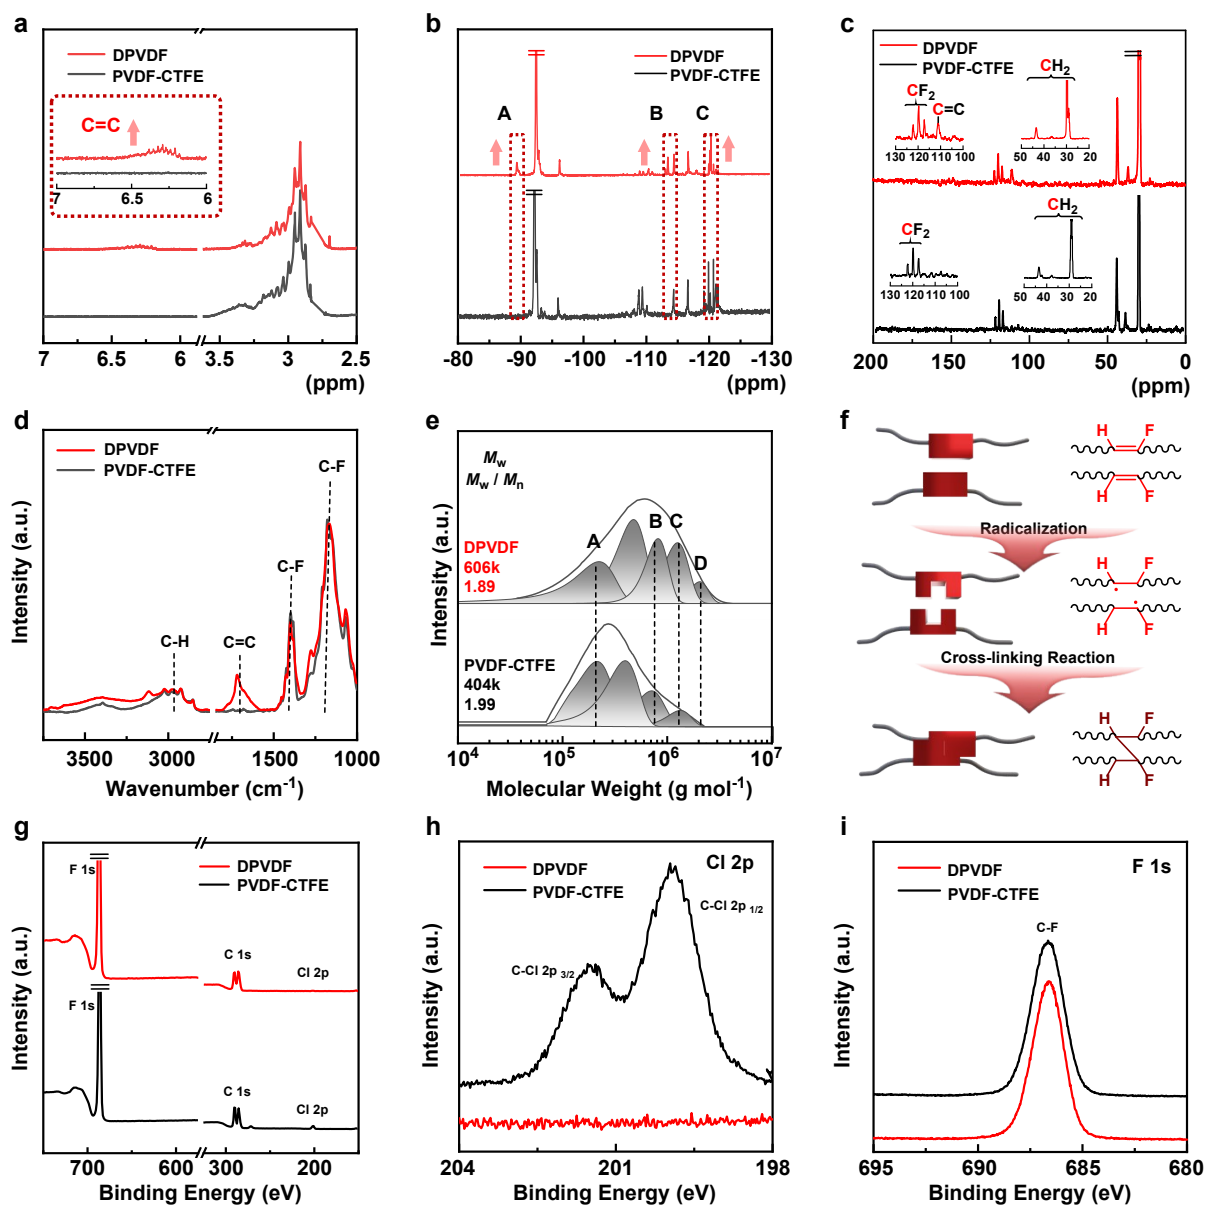 a
DPVDF
PVDF-CTFE
C=C
7
6.5
6
7
6.5
6
3.5
3
2.5
(ppm)
b
DPVDF
PVDF-CTFE
A
B
C
-80
-90
-100
-110
-120
-130
(ppm)
c
DPVDF
PVDF-CTFE
CF2
C=C
CH2
130 120 110 100
50 40 30 20
CF2
CH2
130 120 110 100
50 40 30 20
200
150
100
50
0
ppm
d
DPVDF
PVDF-CTFE
C-F
C-F
C-H
C=C
Intensity (a.u.)
3500
3000
1500
1000
Wavenumber (cm-1)
e
Mw
Mw / Mn
DPVDF
606k
1.89
A
B
C
D
PVDF-CTFE
404k
1.99
Intensity (a.u.)
10^4
10^5
10^6
10^7
Molecular Weight (g mol-1)
f
H F
H F
Radicalization
H F
H F
Cross-linking Reaction
H F
H F
g
DPVDF
PVDF-CTFE
F 1s
C 1s
Cl 2p
F 1s
C 1s
Cl 2p
Intensity (a.u.)
700
600
300
200
Binding Energy (eV)
h
DPVDF
PVDF-CTFE
Cl 2p
C-Cl 2p 1/2
C-Cl 2p 3/2
Intensity (a.u.)
204
201
198
Binding Energy (eV)
i
DPVDF
PVDF-CTFE
F 1s
C-F
Intensity (a.u.)
695
690
685
680
Binding Energy (eV)